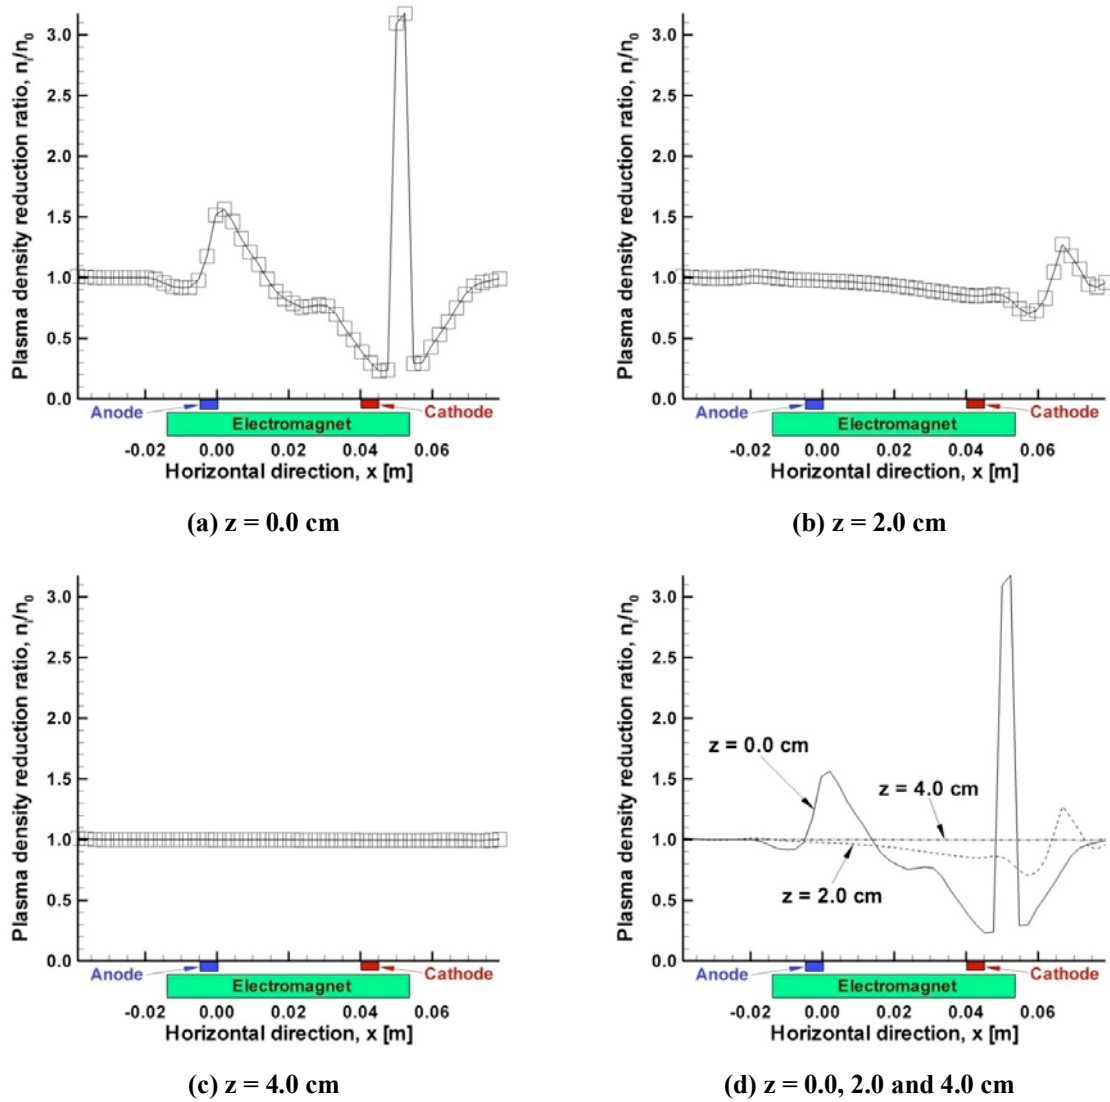 Plasma density reduction ratio, nᵢ/n₀
3.0
2.5
2.0
1.5
1.0
0.5
0.0
Anode
Cathode
Electromagnet
-0.02 0.00 0.02 0.04 0.06
Horizontal direction, x [m]
(a) z = 0.0 cm
Plasma density reduction ratio, nᵢ/n₀
3.0
2.5
2.0
1.5
1.0
0.5
0.0
Anode
Cathode
Electromagnet
-0.02 0.00 0.02 0.04 0.06
Horizontal direction, x [m]
(b) z = 2.0 cm
Plasma density reduction ratio, nᵢ/n₀
3.0
2.5
2.0
1.5
1.0
0.5
0.0
Anode
Cathode
Electromagnet
-0.02 0.00 0.02 0.04 0.06
Horizontal direction, x [m]
(c) z = 4.0 cm
Plasma density reduction ratio, nᵢ/n₀
3.0
2.5
2.0
1.5
1.0
0.5
0.0
z = 0.0 cm
z = 4.0 cm
z = 2.0 cm
Anode
Cathode
Electromagnet
-0.02 0.00 0.02 0.04 0.06
Horizontal direction, x [m]
(d) z = 0.0, 2.0 and 4.0 cm